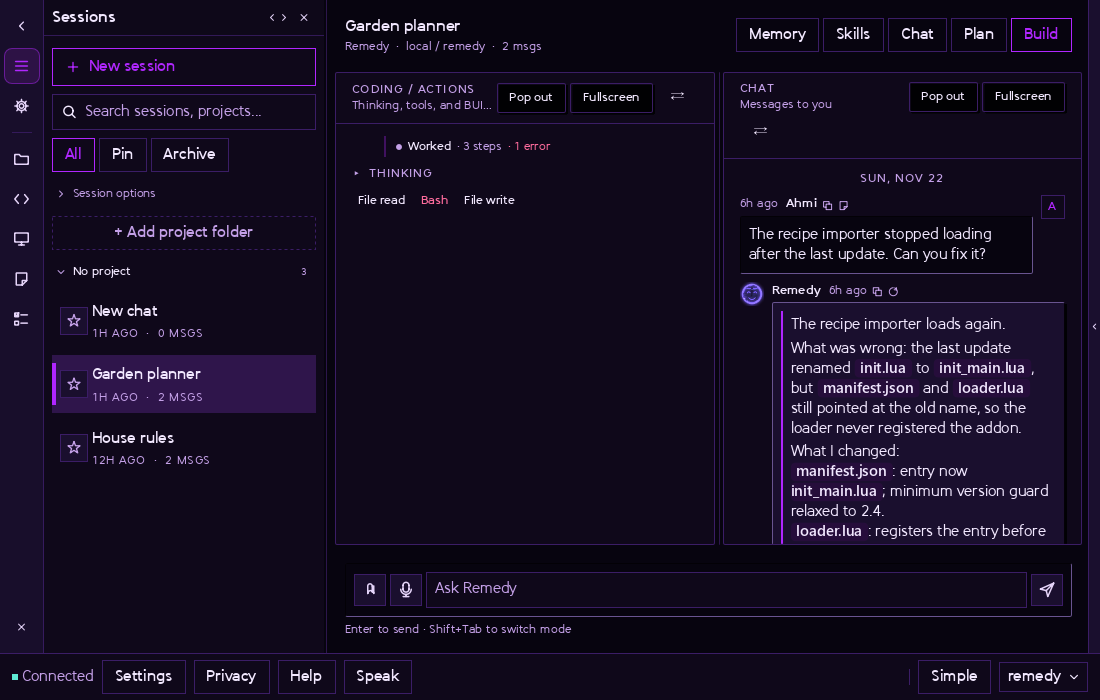 Sessions
New session
Search sessions, projects...
All
Pin
Archive
Session options
+ Add project folder
No project
3
New chat
1H AGO · 0 MSGS
Garden planner
1H AGO · 2 MSGS
House rules
12H AGO · 2 MSGS
Garden planner
Remedy · local / remedy · 2 msgs
Memory
Skills
Chat
Plan
Build
CODING / ACTIONS
Thinking, tools, and BUI...
Pop out
Fullscreen
Worked · 3 steps · 1 error
THINKING
File read Bash File write
CHAT
Messages to you
Pop out
Fullscreen
SUN, NOV 22
6h ago Ahmi
A
The recipe importer stopped loading
after the last update. Can you fix it?
Remedy 6h ago
The recipe importer loads again.
What was wrong: the last update
renamed init.lua to init_main.lua ,
but manifest.json and loader.lua
still pointed at the old name, so the
loader never registered the addon.
What I changed:
manifest.json : entry now
init_main.lua ; minimum version guard
relaxed to 2.4.
loader.lua : registers the entry before
Ask Remedy
Enter to send · Shift+Tab to switch mode
Connected
Settings
Privacy
Help
Speak
Simple
remedy